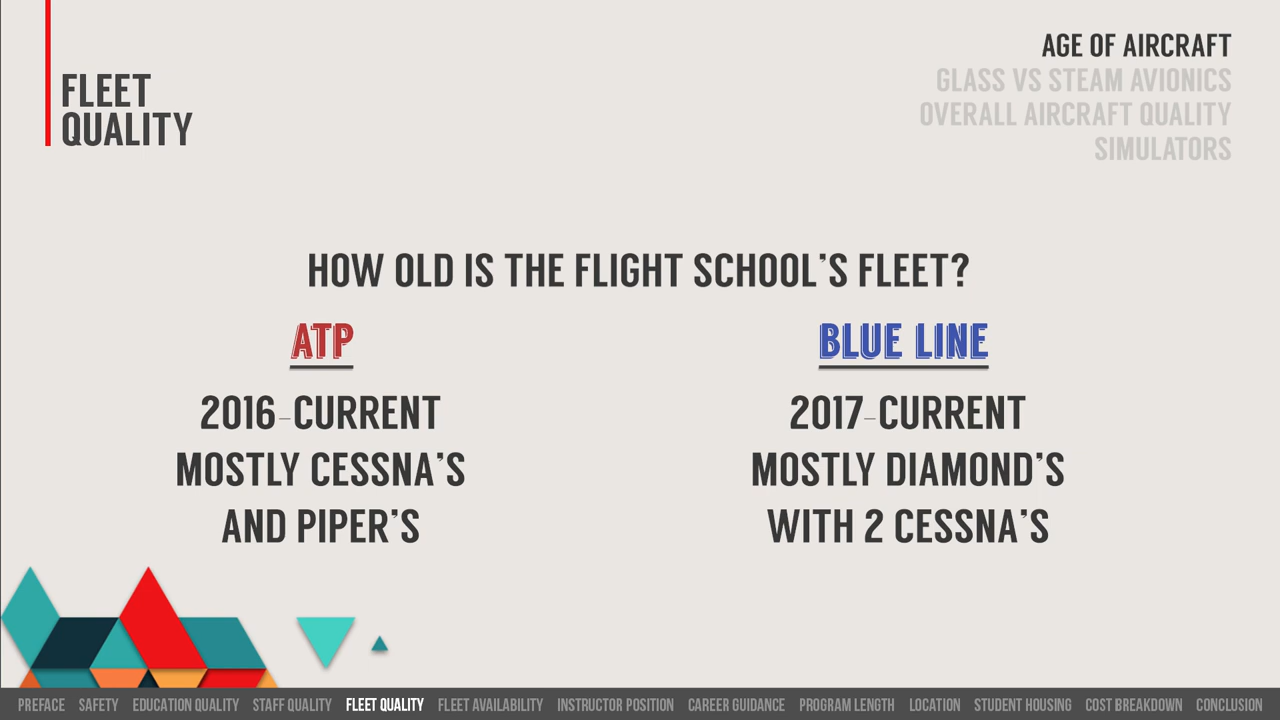 FLEET
QUALITY
AGE OF AIRCRAFT
GLASS VS STEAM AVIONICS
OVERALL AIRCRAFT QUALITY
SIMULATORS
HOW OLD IS THE FLIGHT SCHOOL'S FLEET?
ATP
2016-CURRENT
MOSTLY CESSNA'S
AND PIPER'S
BLUE LINE
2017-CURRENT
MOSTLY DIAMOND'S
WITH 2 CESSNA'S
PREFACE SAFETY EDUCATION QUALITY STAFF QUALITY FLEET QUALITY FLEET AVAILABILITY INSTRUCTOR POSITION CAREER GUIDANCE PROGRAM LENGTH LOCATION STUDENT HOUSING COST BREAKDOWN CONCLUSION